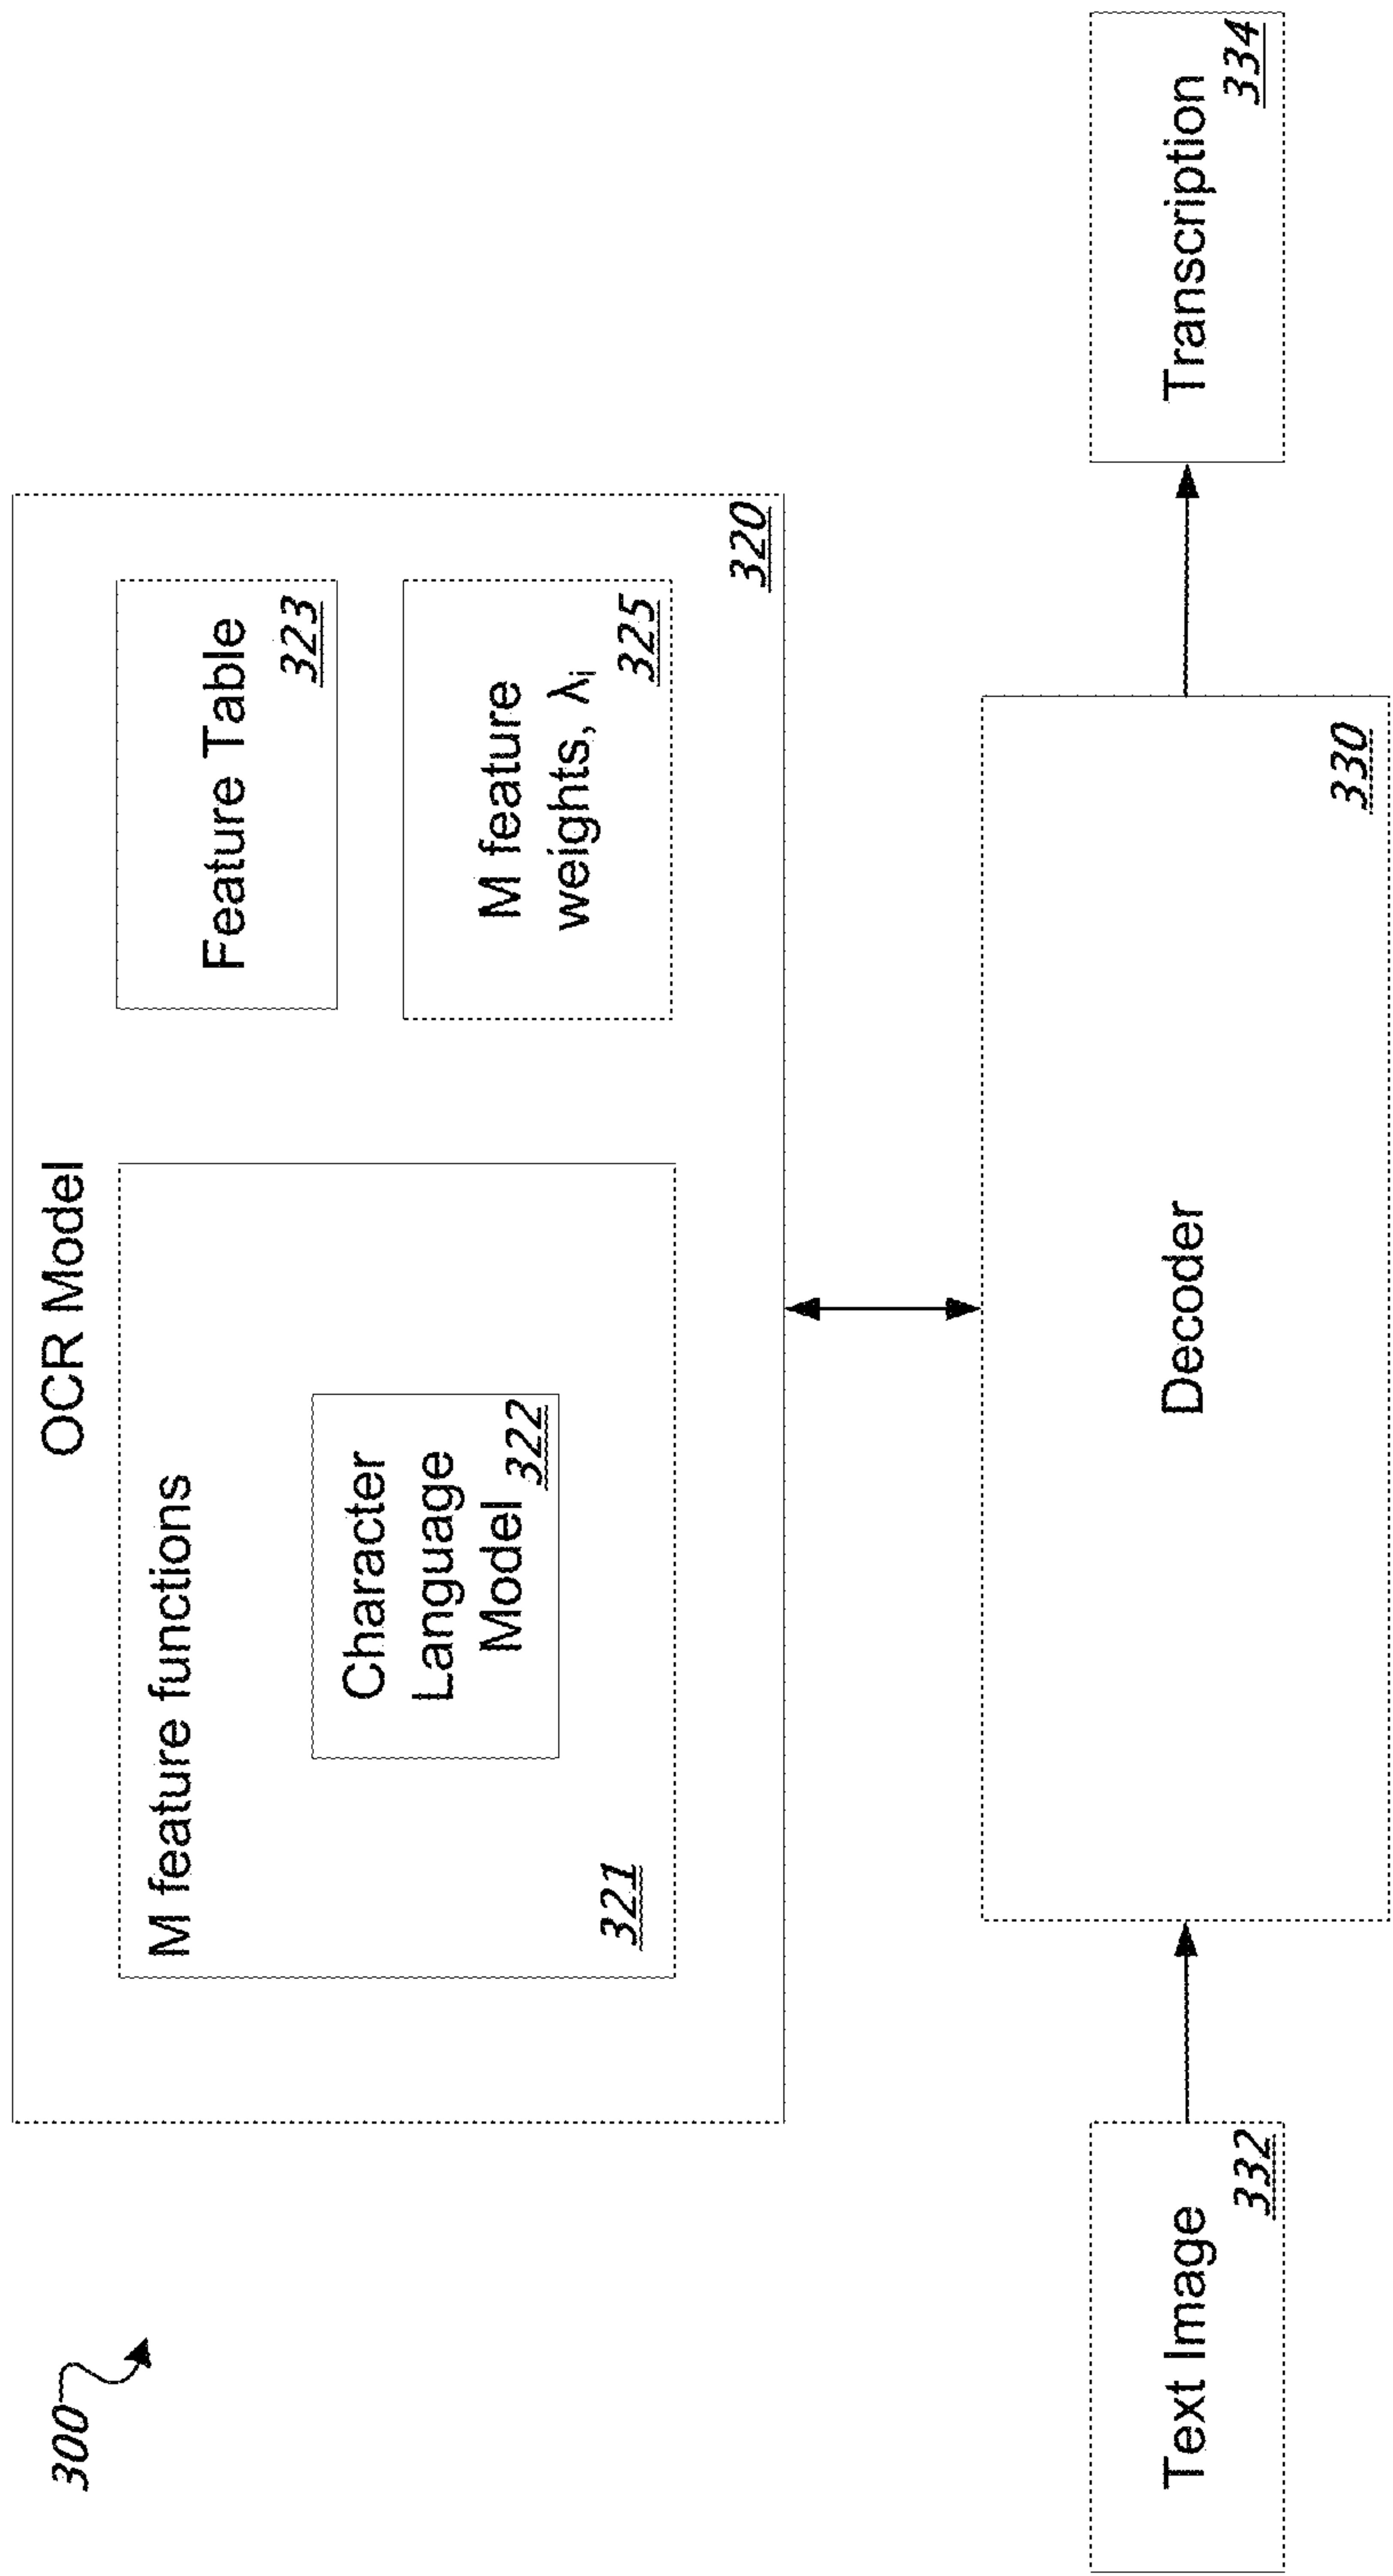 300
OCR Model
M feature functions
Character
Language
Model
322
321
Feature Table
323
M feature
weights, λi
325
320
Text Image
332
Decoder
330
Transcription
334